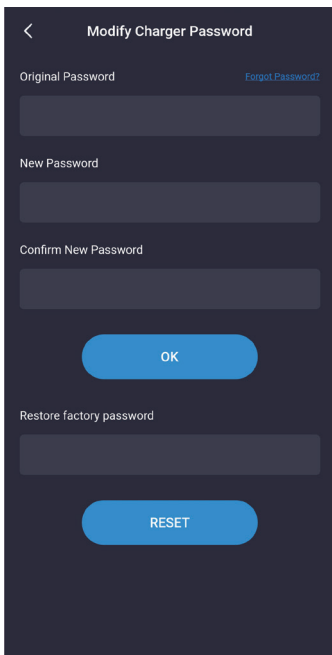 Modify Charger Password
Original Password Forgot Password?
New Password
Confirm New Password
OK
Restore factory password
RESET